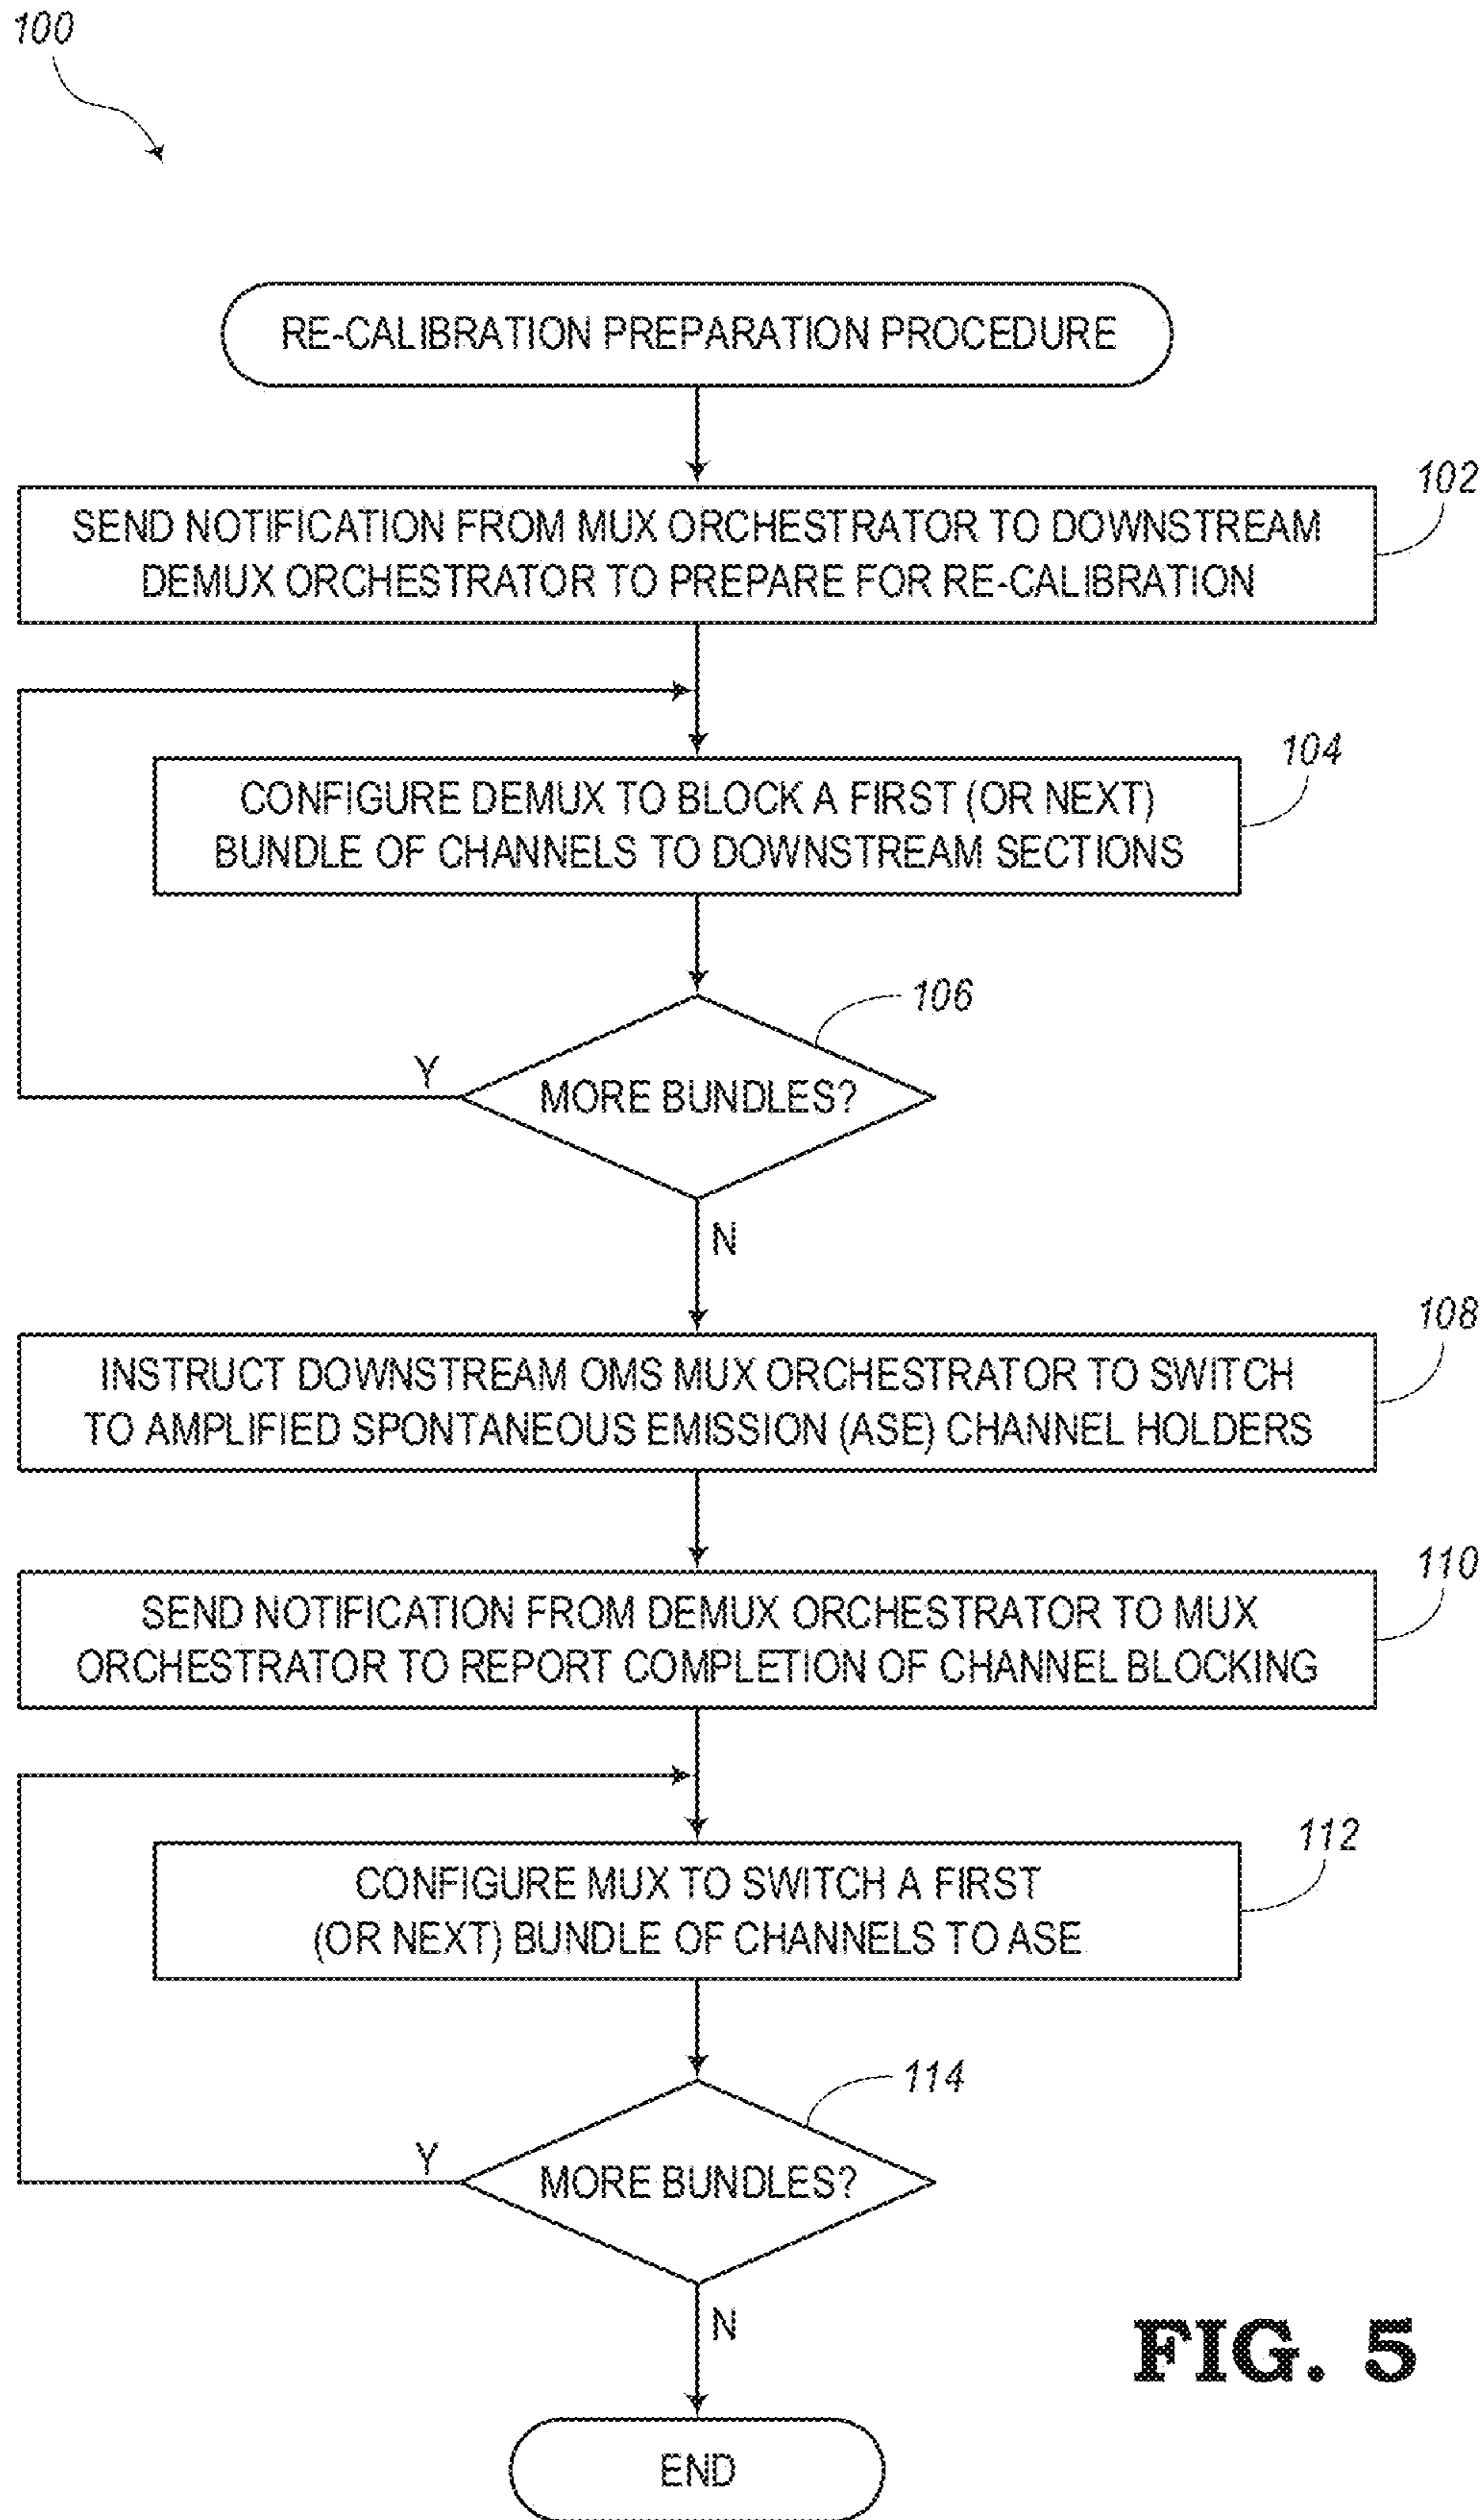 100
RE-CALIBRATION PREPARATION PROCEDURE
102
SEND NOTIFICATION FROM MUX ORCHESTRATOR TO DOWNSTREAM
DEMUX ORCHESTRATOR TO PREPARE FOR RE-CALIBRATION
104
CONFIGURE DEMUX TO BLOCK A FIRST (OR NEXT)
BUNDLE OF CHANNELS TO DOWNSTREAM SECTIONS
106
Y
MORE BUNDLES?
N
108
INSTRUCT DOWNSTREAM OMS MUX ORCHESTRATOR TO SWITCH
TO AMPLIFIED SPONTANEOUS EMISSION (ASE) CHANNEL HOLDERS
110
SEND NOTIFICATION FROM DEMUX ORCHESTRATOR TO MUX
ORCHESTRATOR TO REPORT COMPLETION OF CHANNEL BLOCKING
112
CONFIGURE MUX TO SWITCH A FIRST
(OR NEXT) BUNDLE OF CHANNELS TO ASE
114
Y
MORE BUNDLES?
N
FIG. 5
END